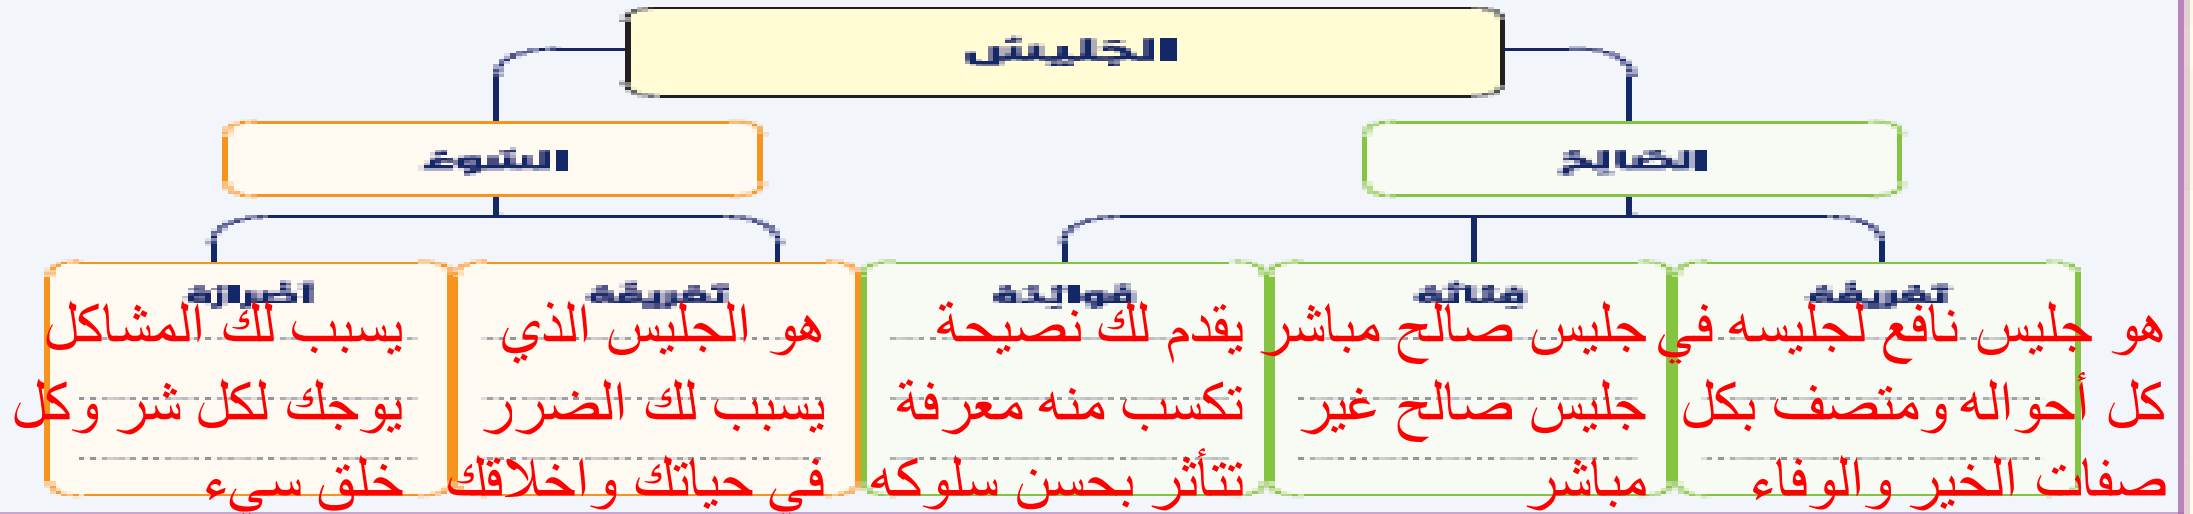 الجليس
الصالح
السوء
تعريفه
هو جليس نافع لجليسه في
كل أحواله ومتصف بكل
صفات الخير والوفاء
فئاته
جليس صالح مباشر
جليس صالح غير
مباشر
فوائده
يقدم لك نصيحة
تكسب منه معرفة
تتأثر بحسن سلوكه
تعريفه
هو الجليس الذي
يسبب لك الضرر
في حياتك واخلاقك
أضراره
يسبب لك المشاكل
يوجك لكل شر وكل
خلق سيء